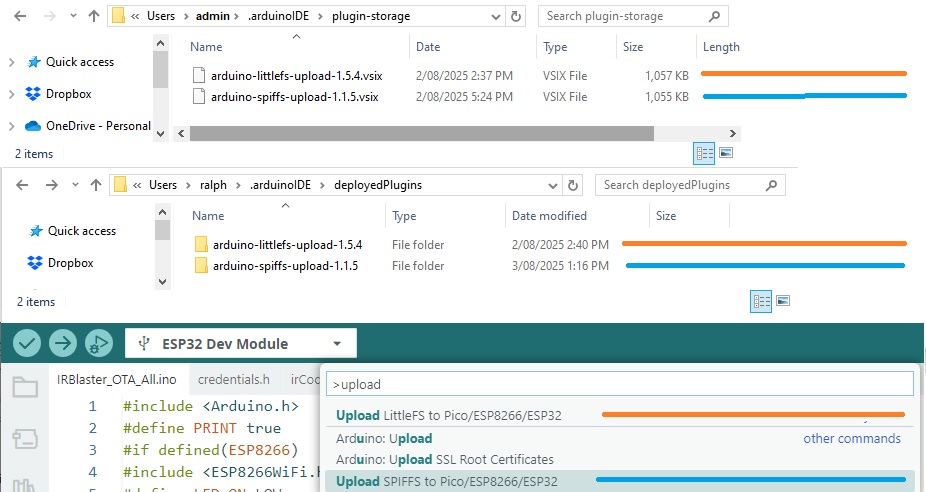 « Users › admin › .arduinoIDE › plugin-storage Search plugin-storage
Name Date Type Size Length
Quick access
arduino-littlefs-upload-1.5.4.vsix 2/08/2025 2:37 PM VSIX File 1,057 KB
Dropbox
arduino-spiffs-upload-1.1.5.vsix 2/08/2025 5:24 PM VSIX File 1,055 KB
OneDrive - Personal
2 items
« Users › ralph › .arduinoIDE › deployedPlugins Search deployedPlugins
Name Type Date modified Size
Quick access
arduino-littlefs-upload-1.5.4 File folder 2/08/2025 2:40 PM
Dropbox
arduino-spiffs-upload-1.1.5 File folder 3/08/2025 1:16 PM
2 items
ESP32 Dev Module
IRBlaster_OTA_All.ino credentials.h irCo
>upload
1 #include <Arduino.h>
2 #define PRINT true
3 #if defined(ESP8266)
4 #include <ESP8266WiFi.h
Upload LittleFS to Pico/ESP8266/ESP32
Arduino: Upload other commands
Arduino: Upload SSL Root Certificates
Upload SPIFFS to Pico/ESP8266/ESP32